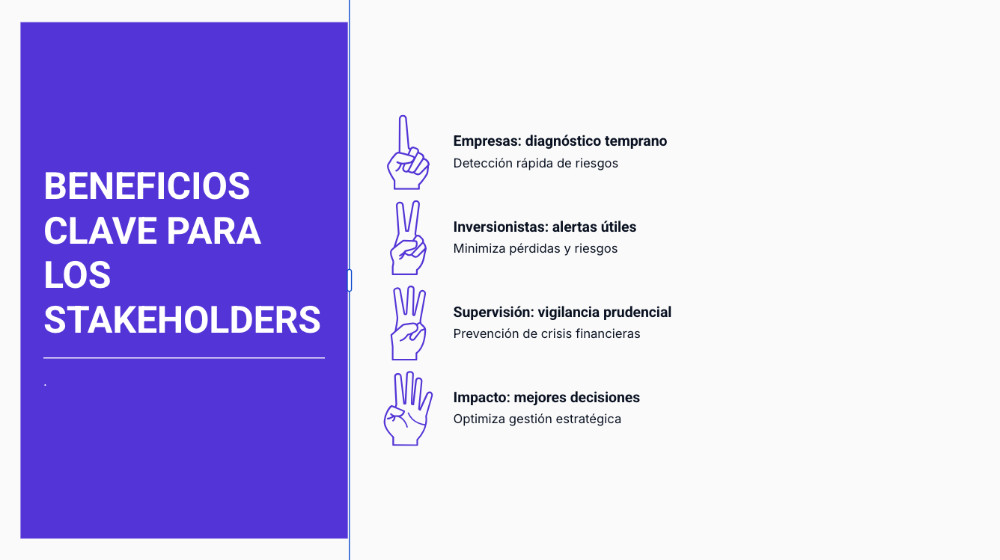 BENEFICIOS
CLAVE PARA
LOS
STAKEHOLDERS
.
Empresas: diagnóstico temprano
Detección rápida de riesgos
Inversionistas: alertas útiles
Minimiza pérdidas y riesgos
Supervisión: vigilancia prudencial
Prevención de crisis financieras
Impacto: mejores decisiones
Optimiza gestión estratégica